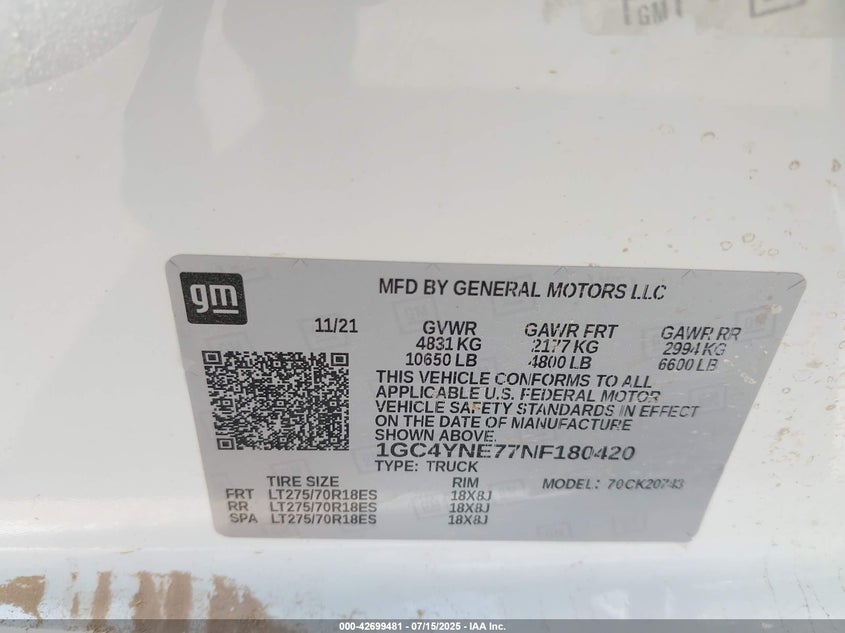 GM
gm
MFD BY GENERAL MOTORS LLC
11/21 GVWR GAWR FRT GAWR RR
4831 KG 2177 KG 2994 KG
10650 LB 4800 LB 6600 LB
THIS VEHICLE CONFORMS TO ALL
APPLICABLE U.S. FEDERAL MOTOR
VEHICLE SAFETY STANDARDS IN EFFECT
ON THE DATE OF MANUFACTURE
SHOWN ABOVE.
1GC4YNE77NF180420
TYPE: TRUCK
TIRE SIZE RIM MODEL: 70CK20743
FRT LT275/70R18ES 18X8J
RR LT275/70R18ES 18X8J
SPA LT275/70R18ES 18X8J
000-42699481 - 07/15/2025 - IAA Inc.